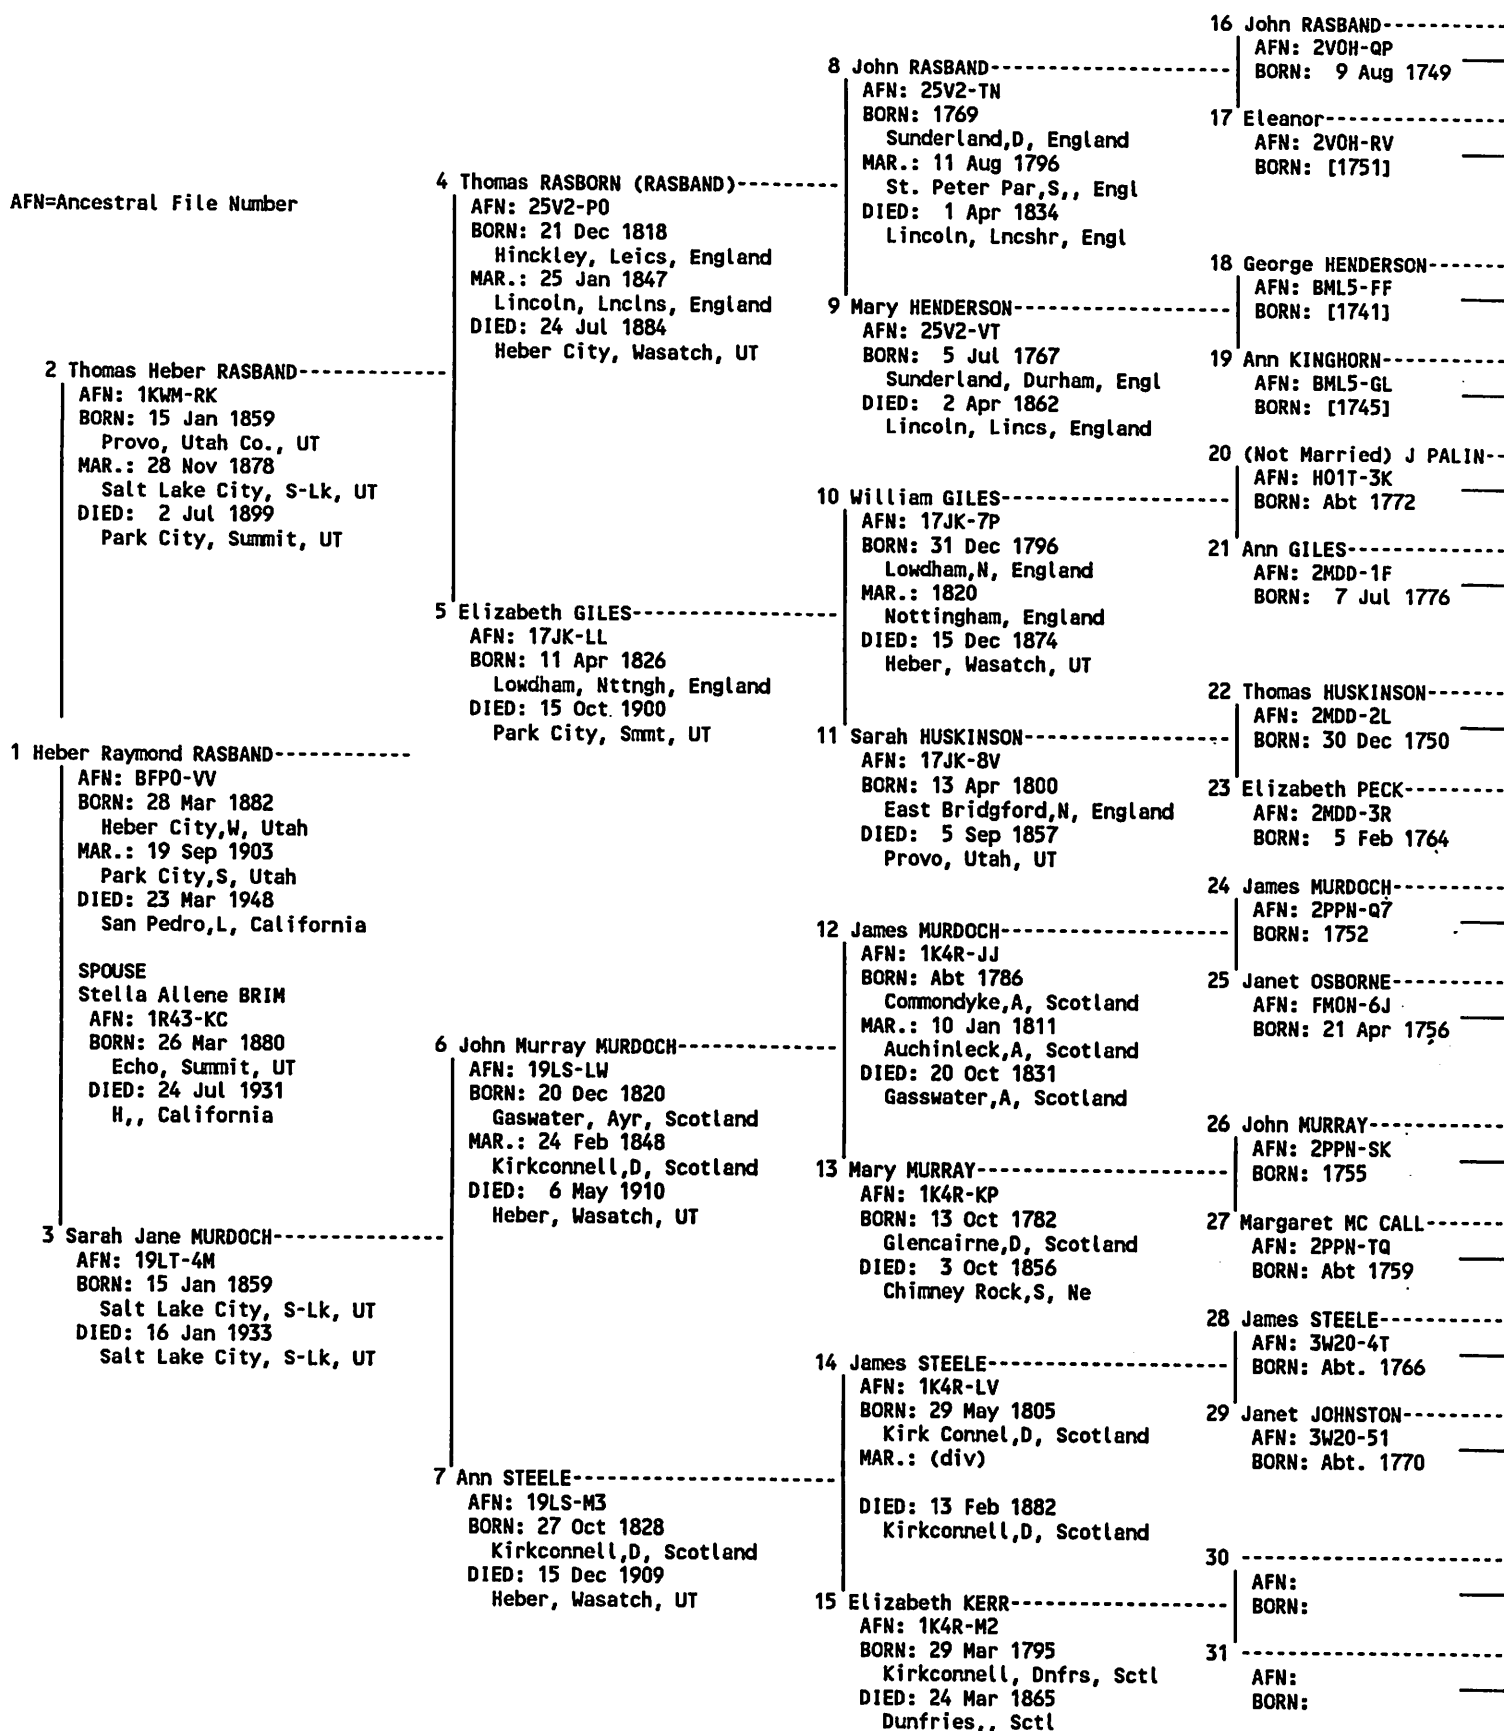 AFN=Ancestral File Number
1 Heber Raymond RASBAND-----------
AFN: BFP0-VV
BORN: 28 Mar 1882
Heber City,W, Utah
MAR.: 19 Sep 1903
Park City,S, Utah
DIED: 23 Mar 1948
San Pedro,L, California
SPOUSE
Stella Allene BRIM
AFN: 1R43-KC
BORN: 26 Mar 1880
Echo, Summit, UT
DIED: 24 Jul 1931
H,, California
2 Thomas Heber RASBAND------------
AFN: 1KWM-RK
BORN: 15 Jan 1859
Provo, Utah Co., UT
MAR.: 28 Nov 1878
Salt Lake City, S-Lk, UT
DIED: 2 Jul 1899
Park City, Summit, UT
3 Sarah Jane MURDOCH--------------
AFN: 19LT-4M
BORN: 15 Jan 1859
Salt Lake City, S-Lk, UT
DIED: 16 Jan 1933
Salt Lake City, S-Lk, UT
4 Thomas RASBORN (RASBAND)--------
AFN: 25V2-P0
BORN: 21 Dec 1818
Hinckley, Leics, England
MAR.: 25 Jan 1847
Lincoln, Lnclns, England
DIED: 24 Jul 1884
Heber City, Wasatch, UT
5 Elizabeth GILES-----------------
AFN: 17JK-LL
BORN: 11 Apr 1826
Lowdham, Nttngh, England
DIED: 15 Oct 1900
Park City, Smmt, UT
6 John Murray MURDOCH-------------
AFN: 19LS-LW
BORN: 20 Dec 1820
Gaswater, Ayr, Scotland
MAR.: 24 Feb 1848
Kirkconnell,D, Scotland
DIED: 6 May 1910
Heber, Wasatch, UT
7 Ann STEELE----------------------
AFN: 19LS-M3
BORN: 27 Oct 1828
Kirkconnell,D, Scotland
DIED: 15 Dec 1909
Heber, Wasatch, UT
8 John RASBAND--------------------
AFN: 25V2-TN
BORN: 1769
Sunderland,D, England
MAR.: 11 Aug 1796
St. Peter Par,S,, Engl
DIED: 1 Apr 1834
Lincoln, Lncshr, Engl
9 Mary HENDERSON------------------
AFN: 25V2-VT
BORN: 5 Jul 1767
Sunderland, Durham, Engl
DIED: 2 Apr 1862
Lincoln, Lincs, England
10 William GILES-------------------
AFN: 17JK-7P
BORN: 31 Dec 1796
Lowdham,N, England
MAR.: 1820
Nottingham, England
DIED: 15 Dec 1874
Heber, Wasatch, UT
11 Sarah HUSKINSON-----------------
AFN: 17JK-8V
BORN: 13 Apr 1800
East Bridgford,N, England
DIED: 5 Sep 1857
Provo, Utah, UT
12 James MURDOCH-------------------
AFN: 1K4R-JJ
BORN: Abt 1786
Commondyke,A, Scotland
MAR.: 10 Jan 1811
Auchinleck,A, Scotland
DIED: 20 Oct 1831
Gasswater,A, Scotland
13 Mary MURRAY---------------------
AFN: 1K4R-KP
BORN: 13 Oct 1782
Glencairne,D, Scotland
DIED: 3 Oct 1856
Chimney Rock,S, Ne
14 James STEELE--------------------
AFN: 1K4R-LV
BORN: 29 May 1805
Kirk Connel,D, Scotland
MAR.: (div)
DIED: 13 Feb 1882
Kirkconnell,D, Scotland
15 Elizabeth KERR------------------
AFN: 1K4R-M2
BORN: 29 Mar 1795
Kirkconnell, Dnfrs, Sctl
DIED: 24 Mar 1865
Dunfries,, Sctl
16 John RASBAND-----------
AFN: 2V0H-QP
BORN: 9 Aug 1749
17 Eleanor----------------
AFN: 2V0H-RV
BORN: [1751]
18 George HENDERSON-------
AFN: BML5-FF
BORN: [1741]
19 Ann KINGHORN-----------
AFN: BML5-GL
BORN: [1745]
20 (Not Married) J PALIN--
AFN: H01T-3K
BORN: Abt 1772
21 Ann GILES--------------
AFN: 2MDD-1F
BORN: 7 Jul 1776
22 Thomas HUSKINSON-------
AFN: 2MDD-2L
BORN: 30 Dec 1750
23 Elizabeth PECK---------
AFN: 2MDD-3R
BORN: 5 Feb 1764
24 James MURDOCH----------
AFN: 2PPN-Q7
BORN: 1752
25 Janet OSBORNE----------
AFN: FM0N-6J
BORN: 21 Apr 1756
26 John MURRAY------------
AFN: 2PPN-SK
BORN: 1755
27 Margaret MC CALL-------
AFN: 2PPN-TQ
BORN: Abt 1759
28 James STEELE-----------
AFN: 3W20-4T
BORN: Abt. 1766
29 Janet JOHNSTON---------
AFN: 3W20-51
BORN: Abt. 1770
30 -----------------------
AFN:
BORN:
31 -----------------------
AFN:
BORN: